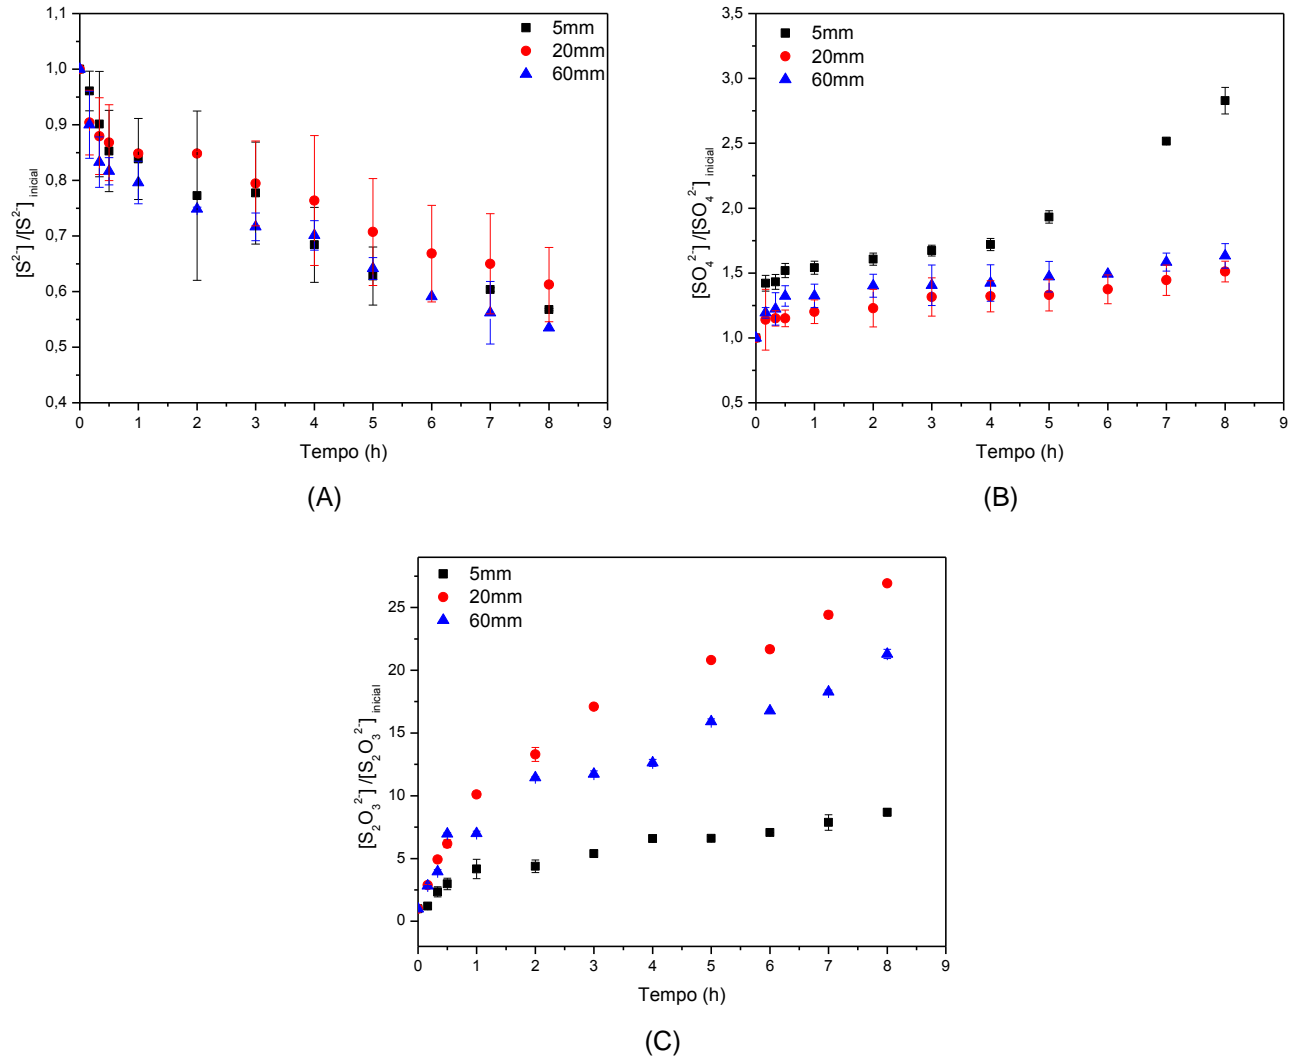 1,1
1,0
0,9
0,8
0,7
0,6
0,5
0,4
[S²⁻] /[S²⁻] inicial
5mm
20mm
60mm
0 1 2 3 4 5 6 7 8 9
Tempo (h)
(A)
3,5
3,0
2,5
2,0
1,5
1,0
0,5
[SO₄²⁻] /[SO₄²⁻] inicial
5mm
20mm
60mm
0 1 2 3 4 5 6 7 8 9
Tempo (h)
(B)
25
20
15
10
5
0
[S₂O₃²⁻] /[S₂O₃²⁻] inicial
5mm
20mm
60mm
0 1 2 3 4 5 6 7 8 9
Tempo (h)
(C)